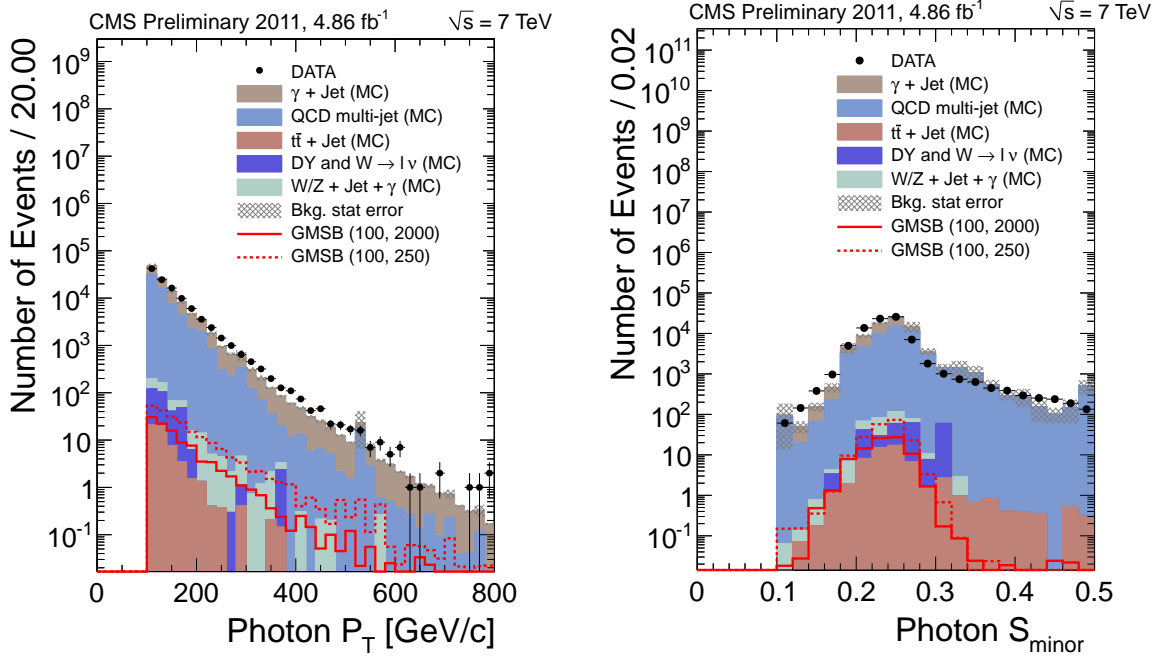 CMS Preliminary 2011, 4.86 fb⁻¹ √s = 7 TeV
Number of Events / 20.00
10⁹
10⁸
10⁷
10⁶
10⁵
10⁴
10³
10²
10
1
10⁻¹
DATA
γ + Jet (MC)
QCD multi-jet (MC)
tt̄ + Jet (MC)
DY and W → l ν (MC)
W/Z + Jet + γ (MC)
Bkg. stat error
GMSB (100, 2000)
GMSB (100, 250)
0 200 400 600 800
Photon P_T [GeV/c]
CMS Preliminary 2011, 4.86 fb⁻¹ √s = 7 TeV
Number of Events / 0.02
10¹¹
10¹⁰
10⁹
10⁸
10⁷
10⁶
10⁵
10⁴
10³
10²
10
1
10⁻¹
DATA
γ + Jet (MC)
QCD multi-jet (MC)
tt̄ + Jet (MC)
DY and W → l ν (MC)
W/Z + Jet + γ (MC)
Bkg. stat error
GMSB (100, 2000)
GMSB (100, 250)
0 0.1 0.2 0.3 0.4 0.5
Photon S_minor